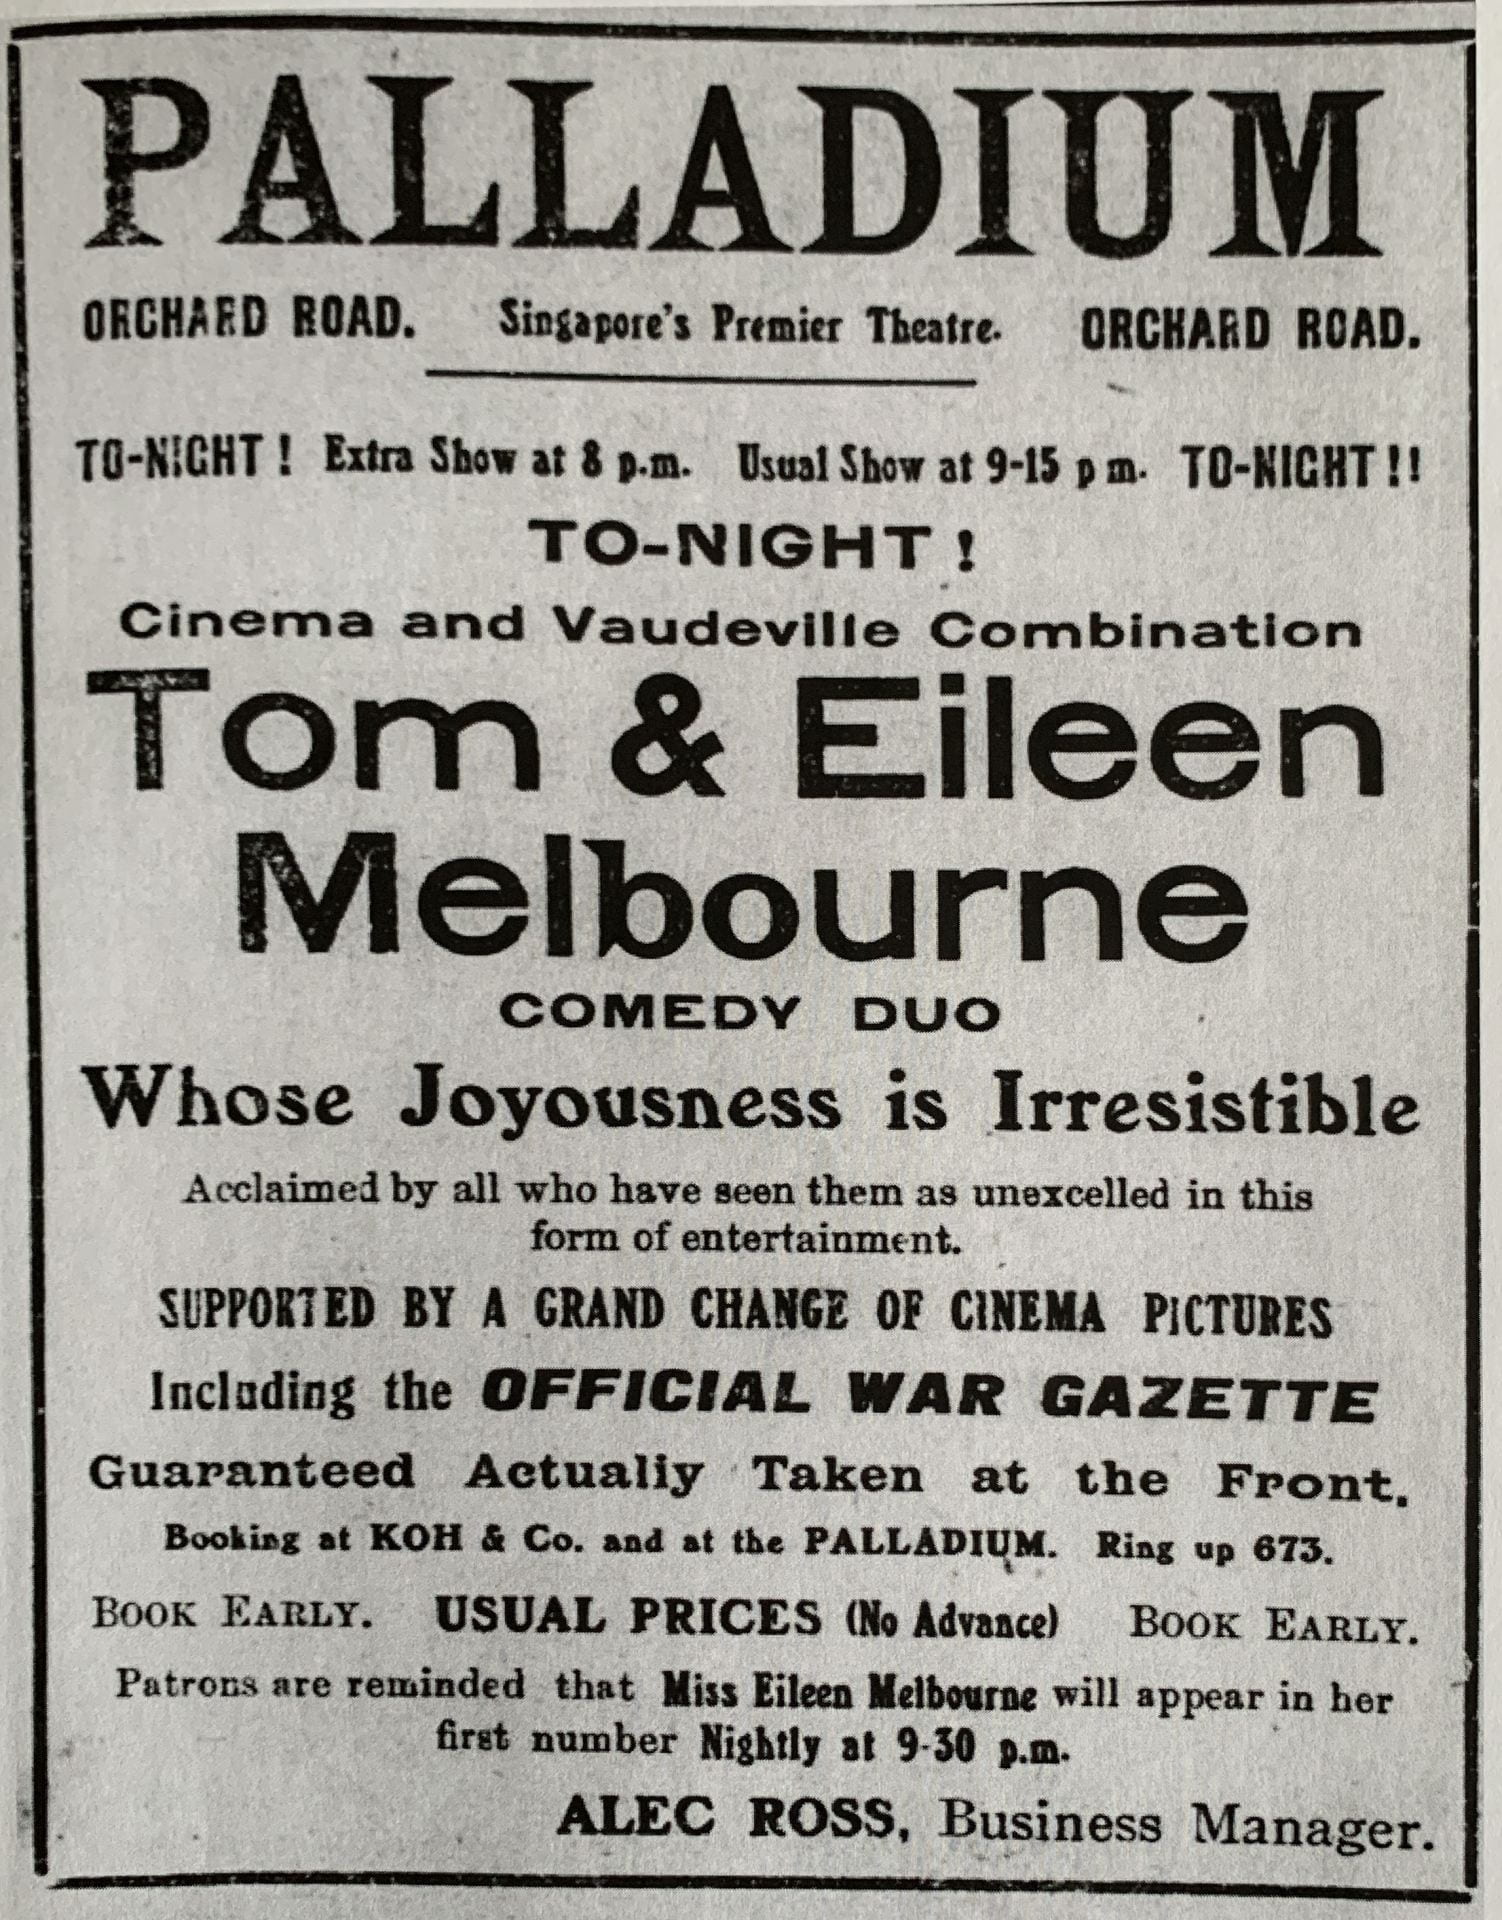 PALLADIUM
ORCHARD ROAD. Singapore's Premier Theatre. ORCHARD ROAD.
TO-NIGHT! Extra Show at 8 p.m. Usual Show at 9-15 p m. TO-NIGHT!!
TO-NIGHT!
Cinema and Vaudeville Combination
Tom & Eileen
Melbourne
COMEDY DUO
Whose Joyousness is Irresistible
Acclaimed by all who have seen them as unexcelled in this
form of entertainment.
SUPPORTED BY A GRAND CHANGE OF CINEMA PICTURES
Including the OFFICIAL WAR GAZETTE
Guaranteed Actually Taken at the Front.
Booking at KOH & Co. and at the PALLADIUM. Ring up 673.
BOOK EARLY. USUAL PRICES (No Advance) BOOK EARLY.
Patrons are reminded that Miss Eileen Melbourne will appear in her
first number Nightly at 9-30 p.m.
ALEC ROSS, Business Manager.